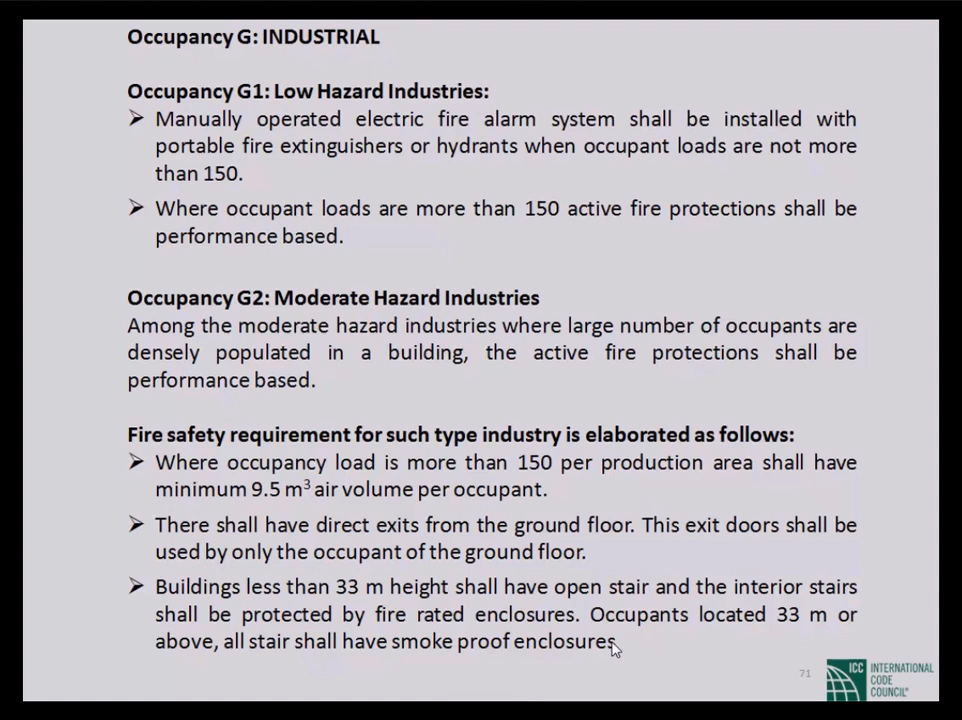 Occupancy G: INDUSTRIAL
Occupancy G1: Low Hazard Industries:
➢ Manually operated electric fire alarm system shall be installed with
portable fire extinguishers or hydrants when occupant loads are not more
than 150.
➢ Where occupant loads are more than 150 active fire protections shall be
performance based.
Occupancy G2: Moderate Hazard Industries
Among the moderate hazard industries where large number of occupants are
densely populated in a building, the active fire protections shall be
performance based.
Fire safety requirement for such type industry is elaborated as follows:
➢ Where occupancy load is more than 150 per production area shall have
minimum 9.5 m³ air volume per occupant.
➢ There shall have direct exits from the ground floor. This exit doors shall be
used by only the occupant of the ground floor.
➢ Buildings less than 33 m height shall have open stair and the interior stairs
shall be protected by fire rated enclosures. Occupants located 33 m or
above, all stair shall have smoke proof enclosures.
71
ICC INTERNATIONAL
CODE
COUNCIL®